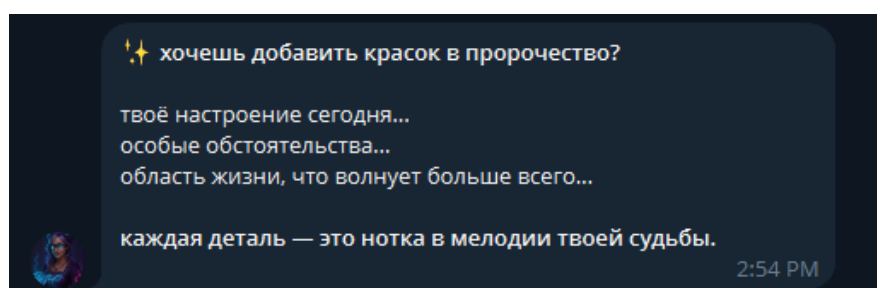 ✨ хочешь добавить красок в пророчество?
твоё настроение сегодня...
особые обстоятельства...
область жизни, что волнует больше всего...
каждая деталь — это нотка в мелодии твоей судьбы.
2:54 PM